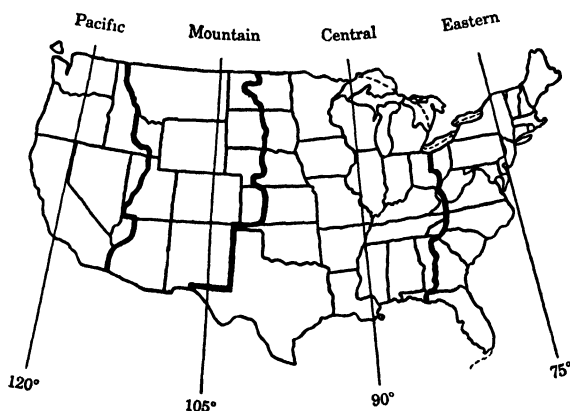 Pacific
Mountain
Central
Eastern
120°
105°
90°
75°